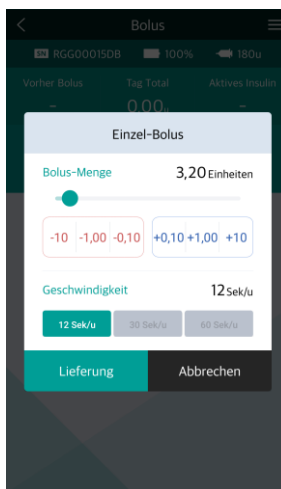 Bolus
SN RGG00015DB 100% 180u
Vorher Bolus Tag Total Aktives Insulin
- 0.00u -
Einzel-Bolus
Bolus-Menge 3,20 Einheiten
-10 -1,00 -0,10 +0,10 +1,00 +10
Geschwindigkeit 12 Sek/u
12 Sek/u 30 Sek/u 60 Sek/u
Lieferung Abbrechen